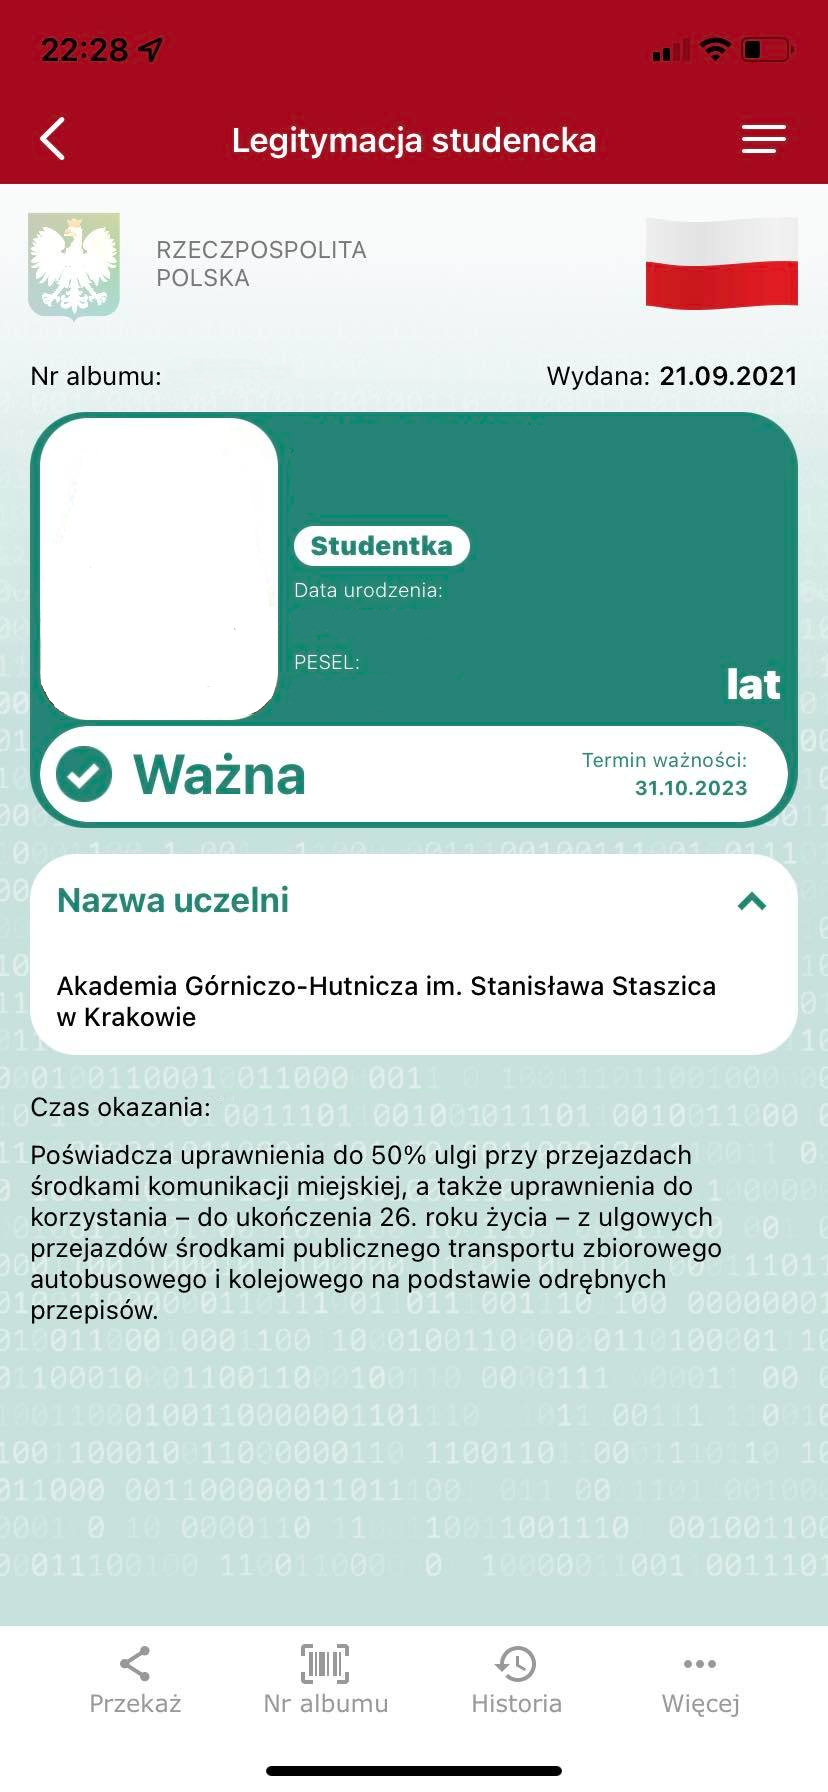 22:28
Legitymacja studencka
RZECZPOSPOLITA
POLSKA
Nr albumu:
Wydana: 21.09.2021
Studentka
Data urodzenia:
PESEL:
lat
Ważna
Termin ważności:
31.10.2023
Nazwa uczelni
Akademia Górniczo-Hutnicza im. Stanisława Staszica
w Krakowie
Czas okazania:
Poświadcza uprawnienia do 50% ulgi przy przejazdach
środkami komunikacji miejskiej, a także uprawnienia do
korzystania – do ukończenia 26. roku życia – z ulgowych
przejazdów środkami publicznego transportu zbiorowego
autobusowego i kolejowego na podstawie odrębnych
przepisów.
Przekaż
Nr albumu
Historia
Więcej